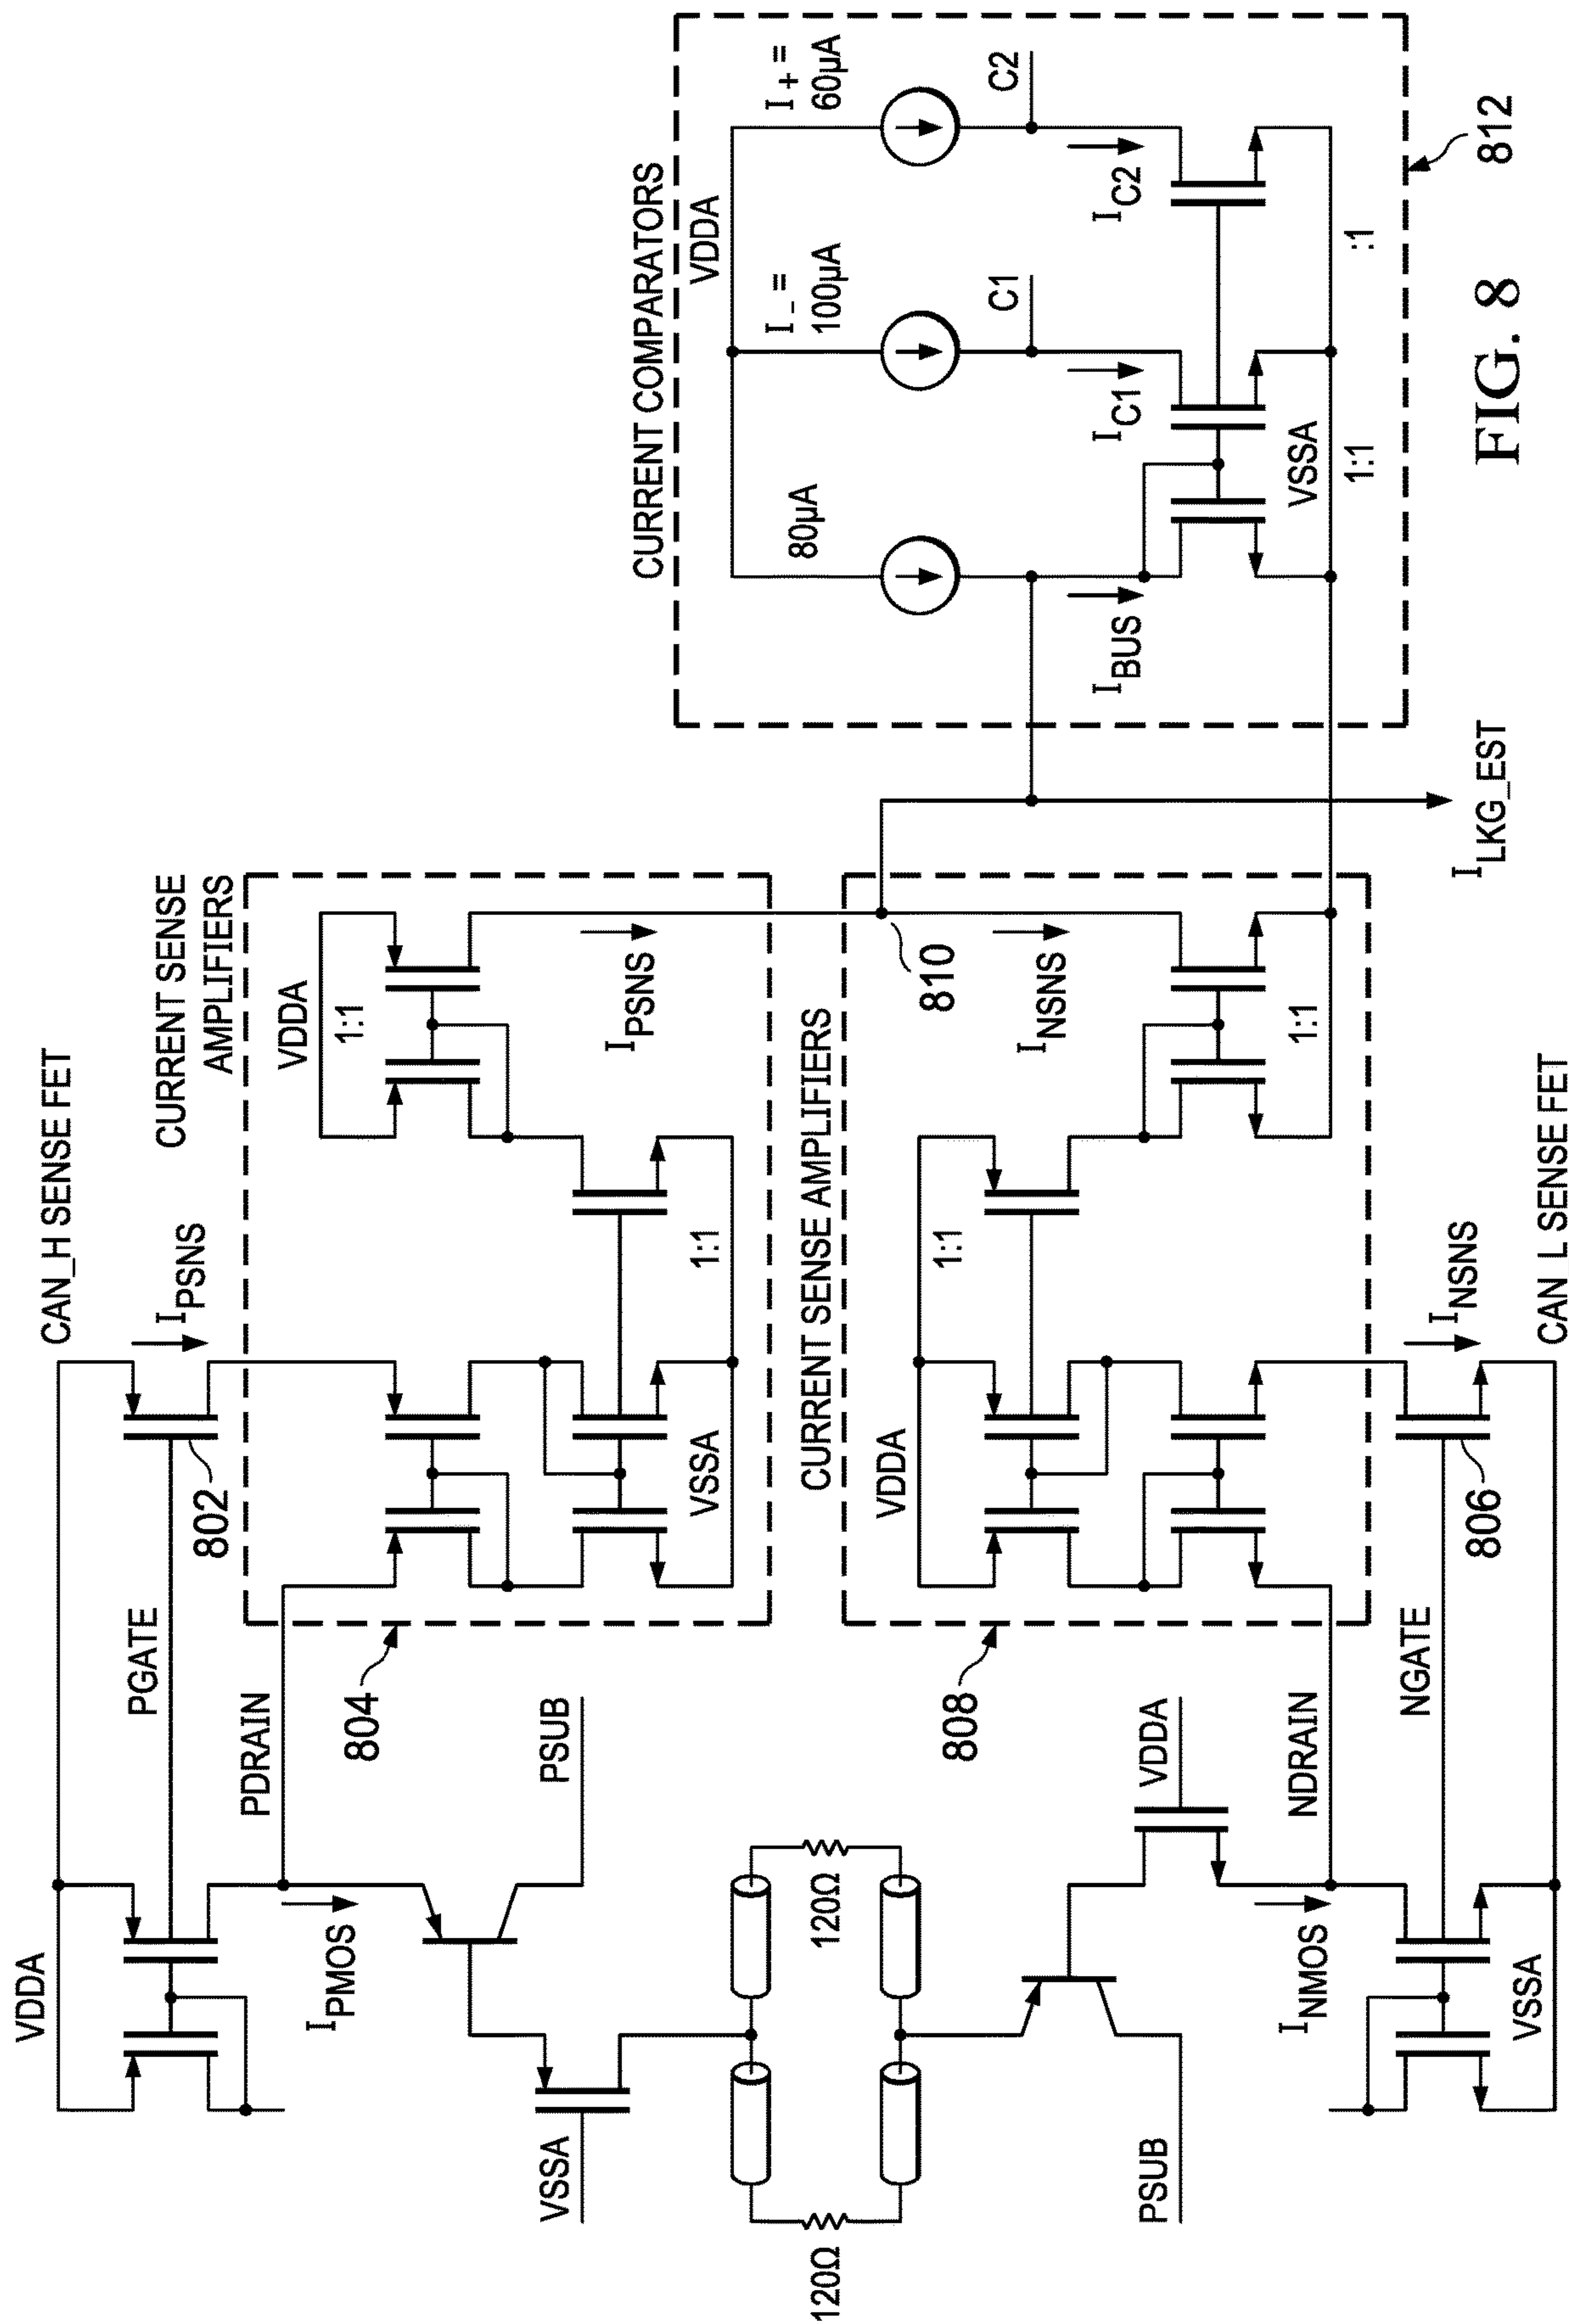 CAN_H SENSE FET
VDDA
PGATE
802
IPSNS
CURRENT SENSE
AMPLIFIERS
PDRAIN
IPMOS
804
VDDA
1:1
VSSA
1:1
IPSNS
VSSA
PSUB
120Ω
120Ω
PSUB
VDDA
CURRENT SENSE AMPLIFIERS
808
VDDA
1:1
INSNS
810
1:1
NDRAIN
INMOS
NGATE
VSSA
806
INSNS
CAN_L SENSE FET
ILKG_EST
CURRENT COMPARATORS
VDDA
80µA
I- =
100µA
I+ =
60µA
C1
C2
IBUS
IC1
IC2
VSSA
1:1
:1
812
FIG. 8